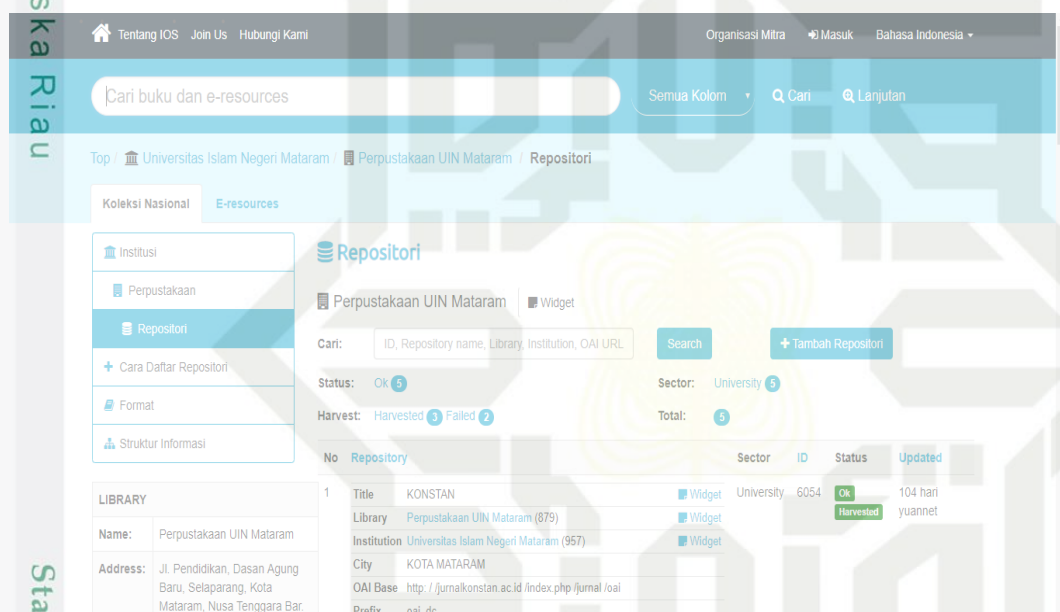 ska Riau
Sta
Tentang IOS Join Us Hubungi Kami Organisasi Mitra Masuk Bahasa Indonesia
Cari buku dan e-resources Semua Kolom Cari Lanjutan
Top / Universitas Islam Negeri Mataram / Perpustakaan UIN Mataram / Repositori
Koleksi Nasional E-resources
Institusi
Perpustakaan
Repositori
+ Cara Daftar Repositori
Format
Struktur Informasi
LIBRARY
Name: Perpustakaan UIN Mataram
Address: Jl. Pendidikan, Dasan Agung
Baru, Selaparang, Kota
Mataram, Nusa Tenggara Bar.
Repositori
Perpustakaan UIN Mataram Widget
Cari: ID, Repository name, Library, Institution, OAI URL Search + Tambah Repositori
Status: Ok 5 Sector: University 5
Harvest: Harvested 3 Failed 2 Total: 5
No Repository Sector ID Status Updated
1 Title KONSTAN Widget University 6054 Ok 104 hari
Library Perpustakaan UIN Mataram (879) Widget Harvested yuannet
Institution Universitas Islam Negeri Mataram (957) Widget
City KOTA MATARAM
OAI Base http: / /jurnalkonstan.ac.id /index.php /jurnal /oai
Prefix oai_dc